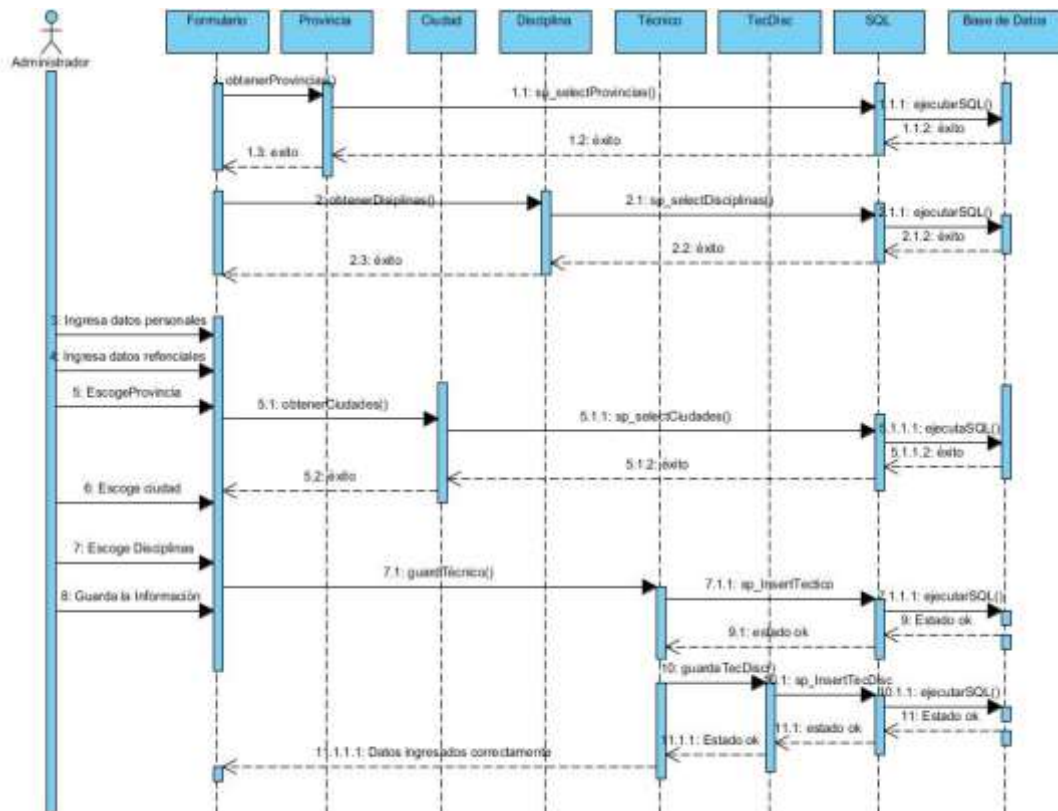 Administrador
Formulario
Provincia
Ciudad
Disciplina
Técnico
TecDisc
SQL
Base de Datos
obtenerProvincias()
1.1: sp_selectProvincias()
1.1.1: ejecutarSQL()
1.1.2: éxito
1.2: éxito
1.3: éxito
2: obtenerDisiplinas()
2.1: sp_selectDisciplinas()
2.1.1: ejecutarSQL()
2.1.2: éxito
2.2: éxito
2.3: éxito
3: Ingresa datos personales
4: Ingresa datos refenciales
5: EscogeProvincia
5.1: obtenerCiudades()
5.1.1: sp_selectCiudades()
5.1.1.1: ejecutaSQL()
5.1.1.2: éxito
5.1.2: éxito
5.2: éxito
6: Escoge ciudad
7: Escoge Disciplinas
7.1: guardTécnico()
8: Guarda la Información
7.1.1: sp_InsertTectico
7.1.1.1: ejecutarSQL()
9: Estado ok
9.1: estado ok
10: guardaTecDisc()
10.1: sp_InsertTecDisc
10.1.1: ejecutarSQL()
11: Estado ok
11.1: estado ok
11.1.1: Estado ok
11.1.1.1: Datos ingresados correctamente